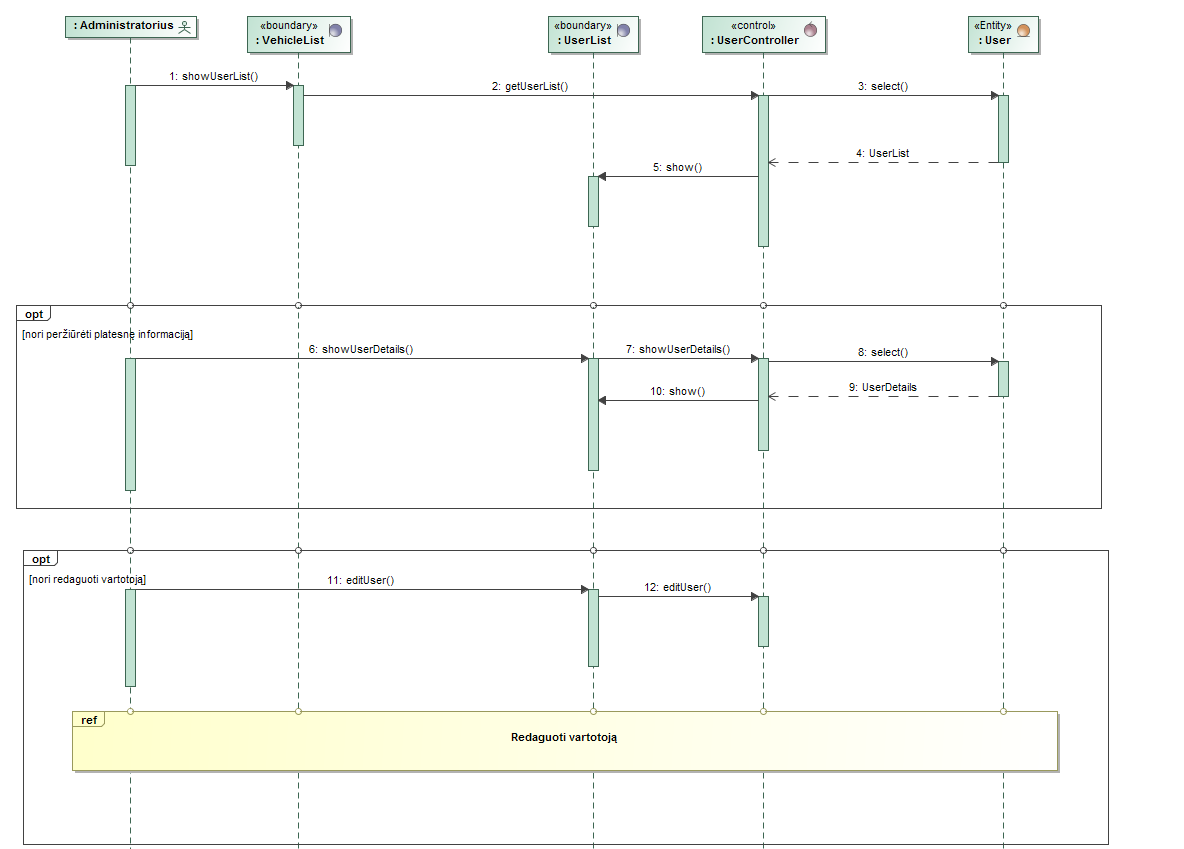 : Administratorius
«boundary»
: VehicleList
«boundary»
: UserList
«control»
: UserController
«Entity»
: User
1: showUserList()
2: getUserList()
3: select()
4: UserList
5: show()
opt
[nori peržiūrėti platesnę informaciją]
6: showUserDetails()
7: showUserDetails()
8: select()
9: UserDetails
10: show()
opt
[nori redaguoti vartotoją]
11: editUser()
12: editUser()
ref
Redaguoti vartotoją